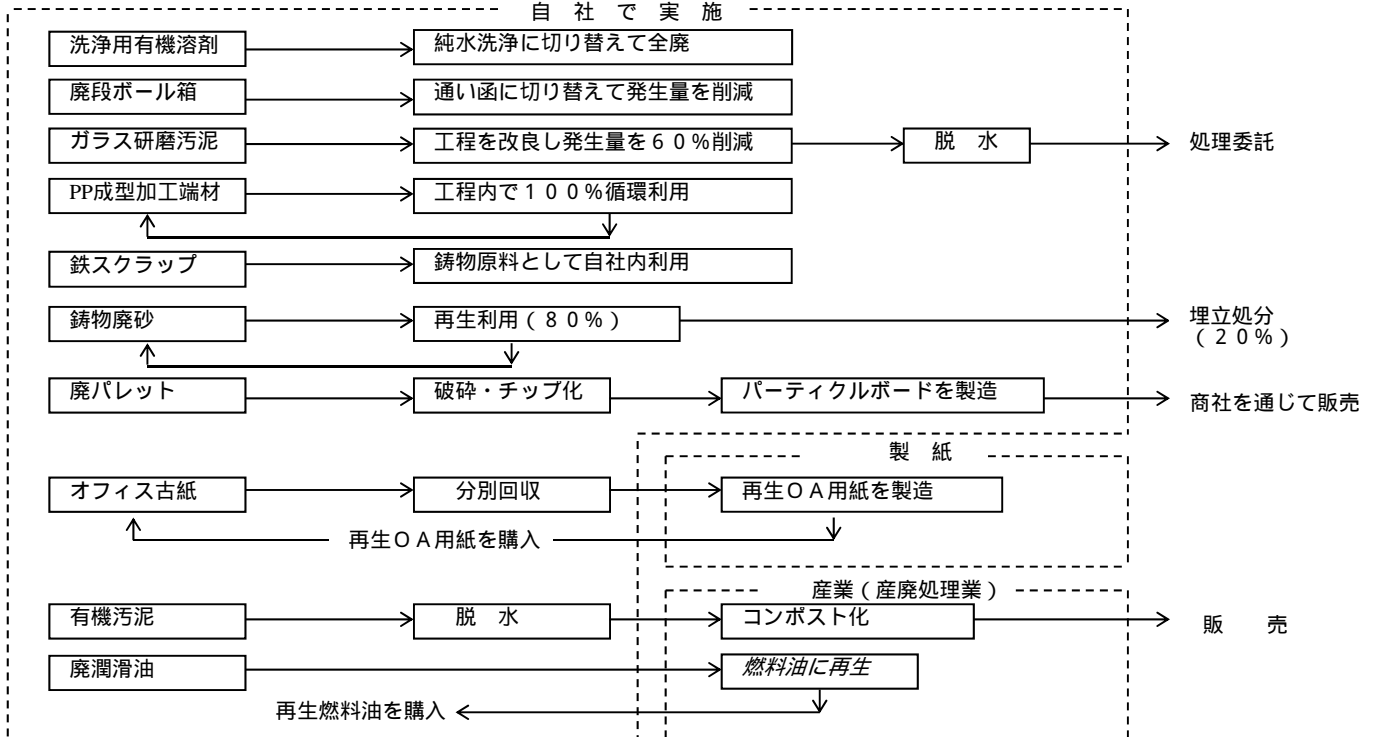 自 社 で 実 施
洗浄用有機溶剤 純水洗浄に切り替えて全廃
廃段ボール箱 通い函に切り替えて発生量を削減
ガラス研磨汚泥 工程を改良し発生量を60%削減 脱 水 処理委託
PP成型加工端材 工程内で100%循環利用
鉄スクラップ 鋳物原料として自社内利用
鋳物廃砂 再生利用(80%) 埋立処分
(20%)
廃パレット 破砕・チップ化 パーティクルボードを製造 商社を通じて販売
製 紙
オフィス古紙 分別回収 再生OA用紙を製造
再生OA用紙を購入
産業(産廃処理業)
有機汚泥 脱 水 コンポスト化 販 売
廃潤滑油 燃料油に再生
再生燃料油を購入